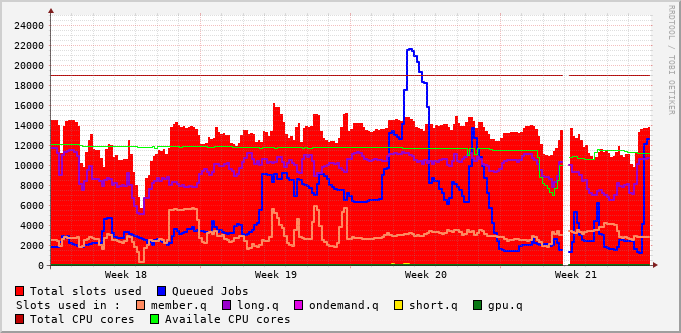 RRDTOOL / TOBI OETIKER
24000
22000
20000
18000
16000
14000
12000
10000
8000
6000
4000
2000
0
Week 18 Week 19 Week 20 Week 21
Total slots used Queued Jobs
Slots used in : member.q long.q ondemand.q short.q gpu.q
Total CPU cores Availale CPU cores